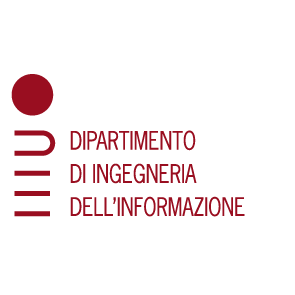 DIPARTIMENTO
DI INGEGNERIA
DELL'INFORMAZIONE